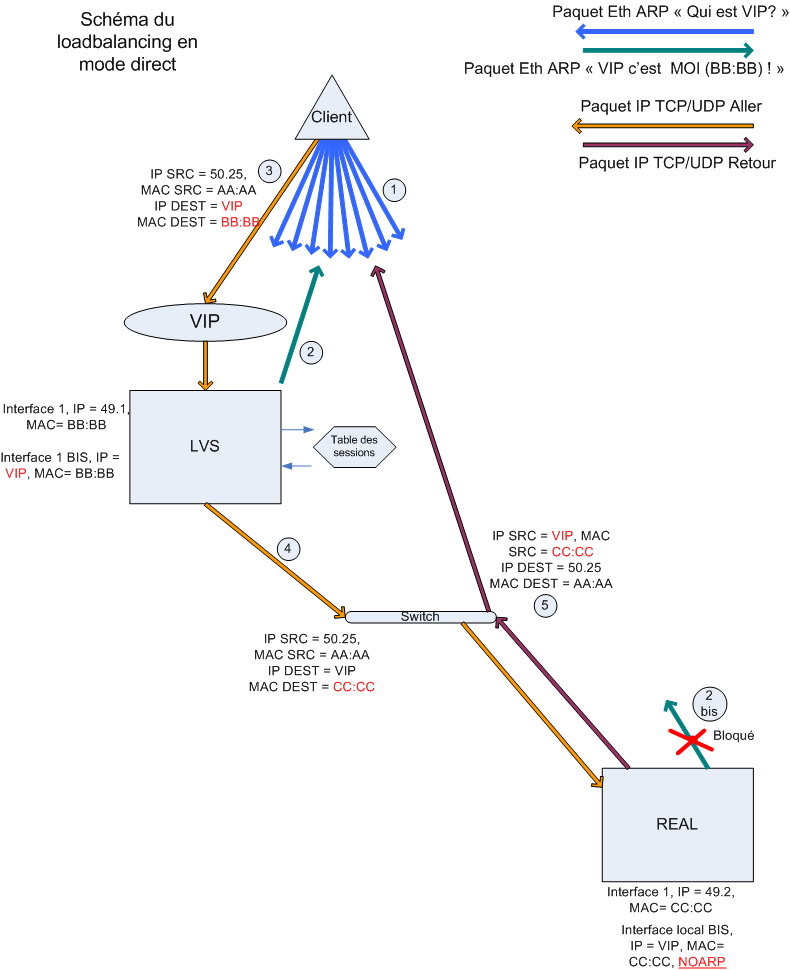 Schéma du
loadbalancing en
mode direct
Paquet Eth ARP « Qui est VIP? »
Paquet Eth ARP « VIP c’est MOI (BB:BB) ! »
Paquet IP TCP/UDP Aller
Paquet IP TCP/UDP Retour
Client
3
IP SRC = 50.25,
MAC SRC = AA:AA
IP DEST = VIP
MAC DEST = BB:BB
1
VIP
2
Interface 1, IP = 49.1,
MAC= BB:BB
Interface 1 BIS, IP =
VIP, MAC= BB:BB
LVS
Table des
sessions
4
IP SRC = VIP, MAC
SRC = CC:CC
IP DEST = 50.25
MAC DEST = AA:AA
5
Switch
IP SRC = 50.25,
MAC SRC = AA:AA
IP DEST = VIP
MAC DEST = CC:CC
2
bis
Bloqué
REAL
Interface 1, IP = 49.2,
MAC= CC:CC
Interface local BIS,
IP = VIP, MAC=
CC:CC, NOARP